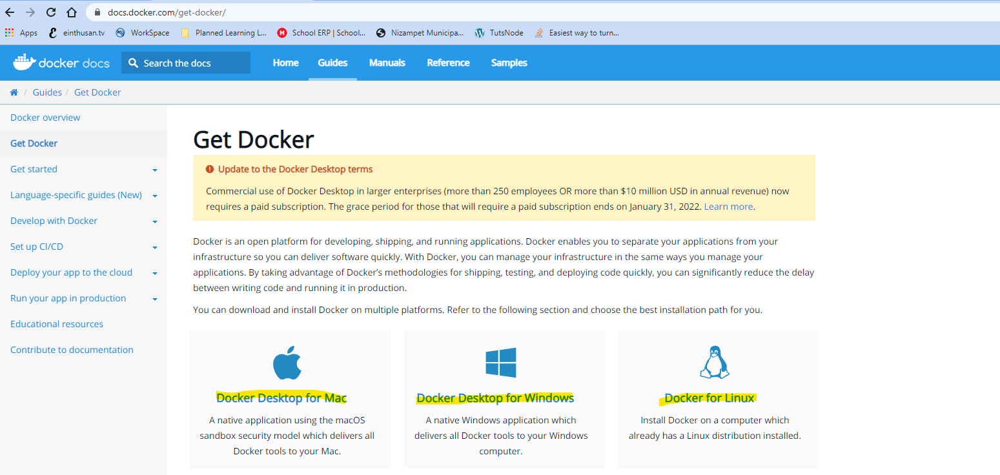 docs.docker.com/get-docker/
Apps einthusan.tv WorkSpace Planned Learning L... School ERP | School... Nizampet Municipa... TutsNode Easiest way to turn...
docker docs Search the docs Home Guides Manuals Reference Samples
/ Guides / Get Docker
Docker overview
Get Docker
Get started
Language-specific guides (New)
Develop with Docker
Set up CI/CD
Deploy your app to the cloud
Run your app in production
Educational resources
Contribute to documentation
Get Docker
Update to the Docker Desktop terms
Commercial use of Docker Desktop in larger enterprises (more than 250 employees OR more than $10 million USD in annual revenue) now
requires a paid subscription. The grace period for those that will require a paid subscription ends on January 31, 2022. Learn more.
Docker is an open platform for developing, shipping, and running applications. Docker enables you to separate your applications from your
infrastructure so you can deliver software quickly. With Docker, you can manage your infrastructure in the same ways you manage your
applications. By taking advantage of Docker's methodologies for shipping, testing, and deploying code quickly, you can significantly reduce the delay
between writing code and running it in production.
You can download and install Docker on multiple platforms. Refer to the following section and choose the best installation path for you.
Docker Desktop for Mac
A native application using the macOS
sandbox security model which delivers all
Docker tools to your Mac.
Docker Desktop for Windows
A native Windows application which
delivers all Docker tools to your Windows
computer.
Docker for Linux
Install Docker on a computer which
already has a Linux distribution installed.